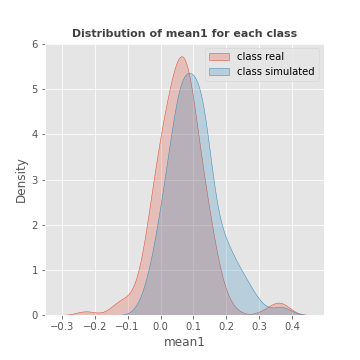 Distribution of mean1 for each class
class real
class simulated
Density
6
5
4
3
2
1
0
−0.3 −0.2 −0.1 0.0 0.1 0.2 0.3 0.4
mean1